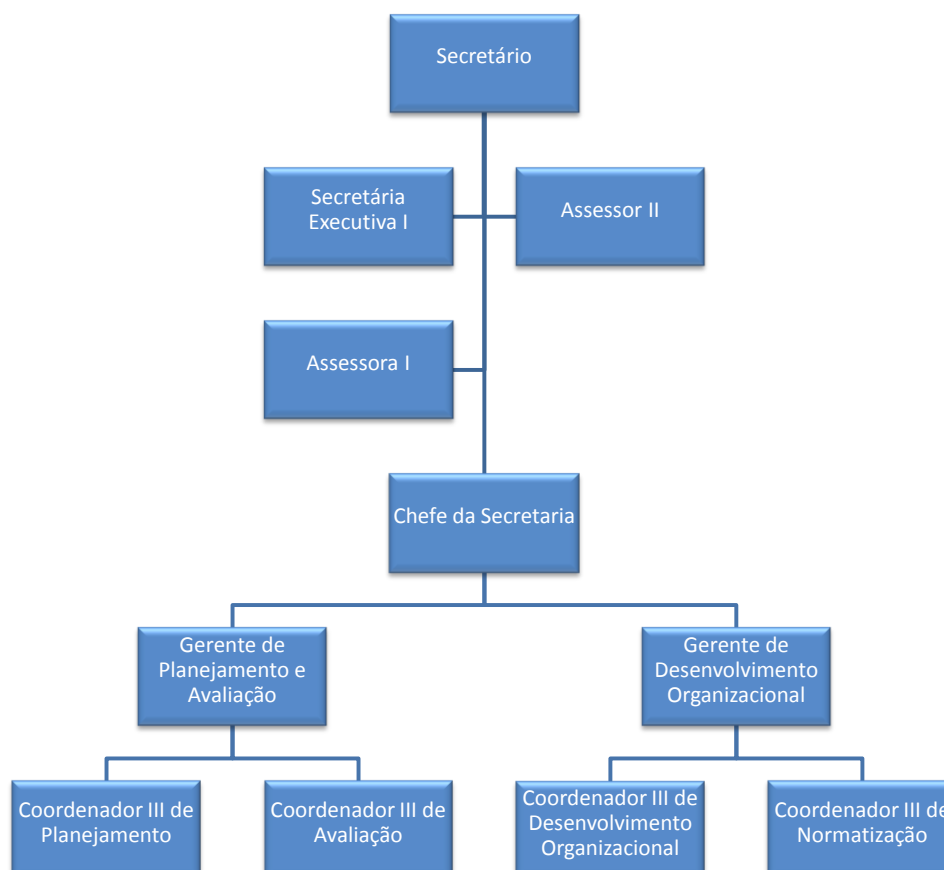 Secretário
Secretária
Executiva I
Assessor II
Assessora I
Chefe da Secretaria
Gerente de
Planejamento e
Avaliação
Gerente de
Desenvolvimento
Organizacional
Coordenador III de
Planejamento
Coordenador III de
Avaliação
Coordenador III de
Desenvolvimento
Organizacional
Coordenador III de
Normatização